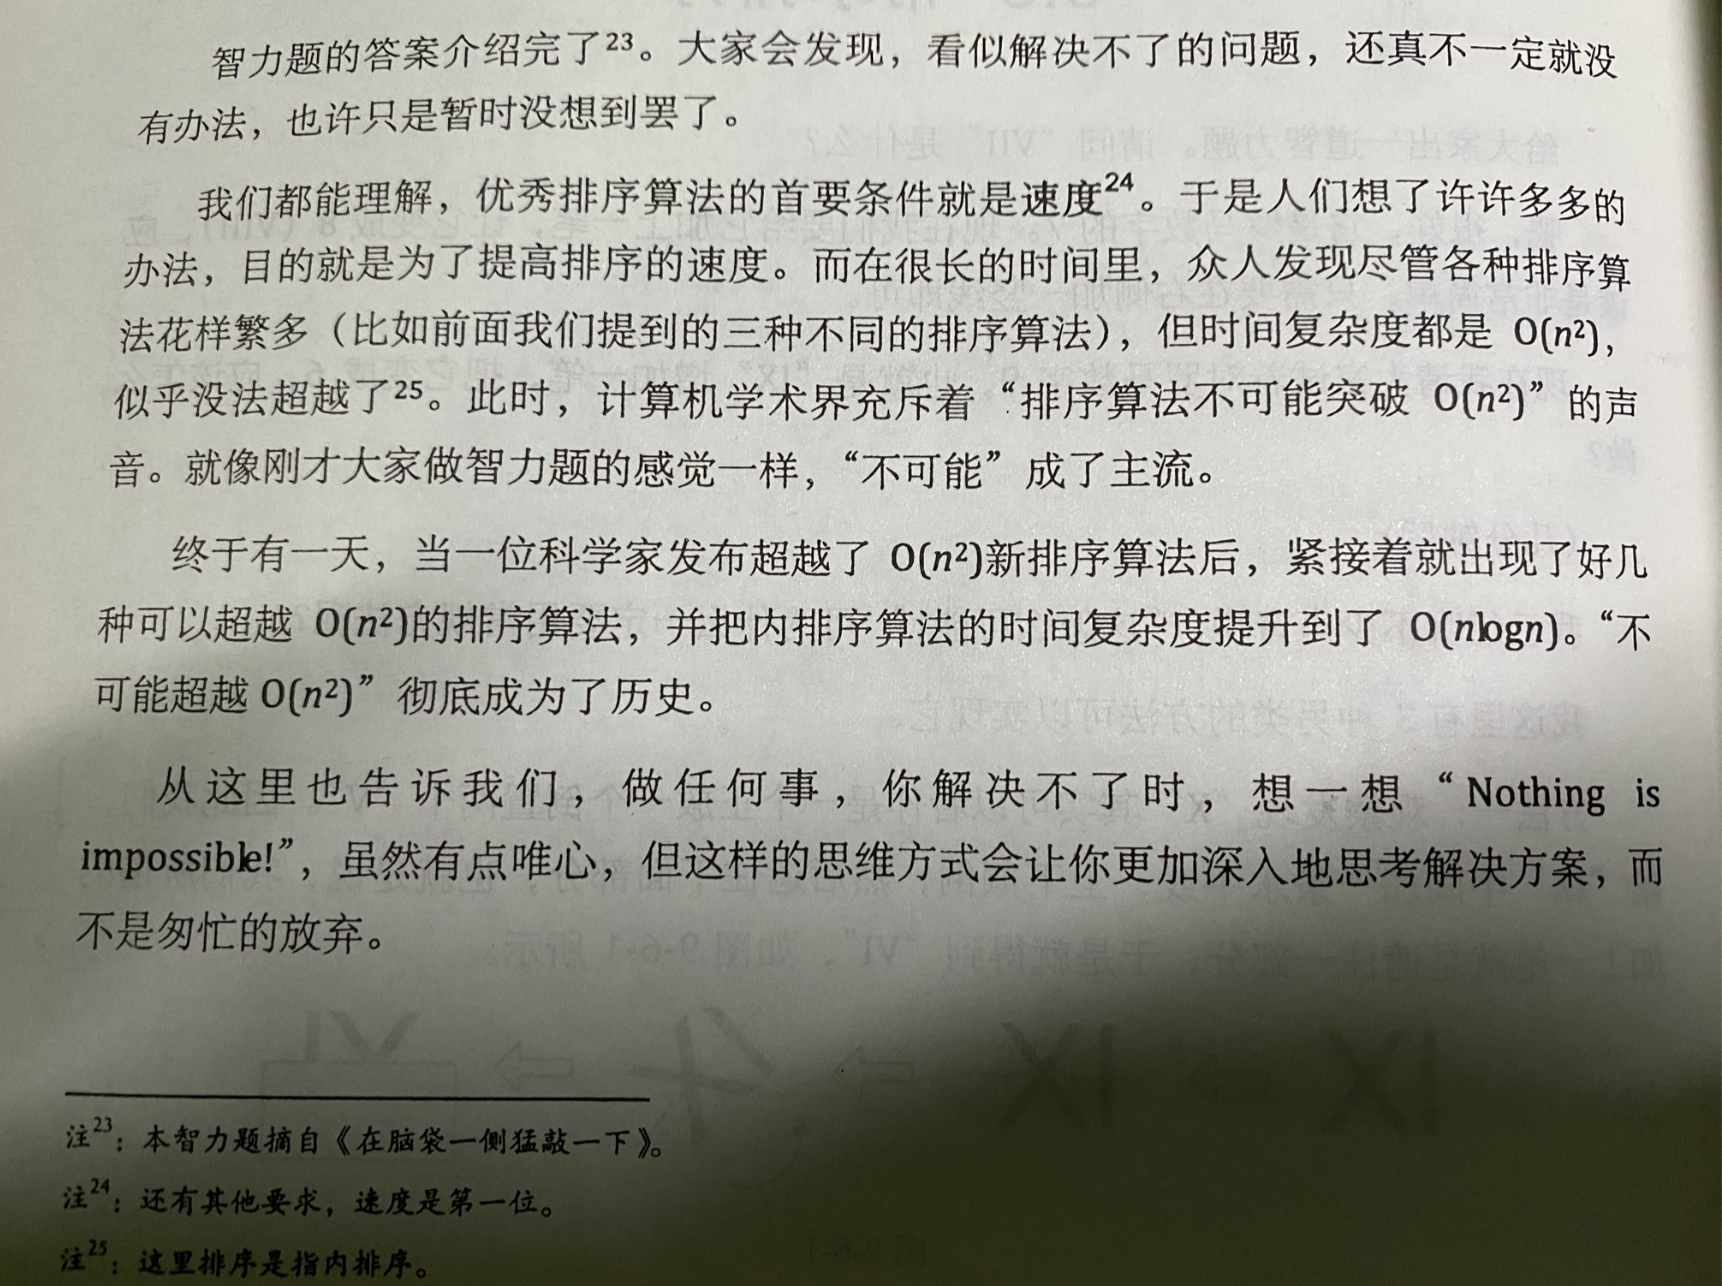 智力题的答案介绍完了23。大家会发现，看似解决不了的问题，还真不一定就没
有办法，也许只是暂时没想到罢了。
我们都能理解，优秀排序算法的首要条件就是速度24。于是人们想了许许多多的
办法，目的就是为了提高排序的速度。而在很长的时间里，众人发现尽管各种排序算
法花样繁多（比如前面我们提到的三种不同的排序算法），但时间复杂度都是 O(n²)，
似乎没法超越了25。此时，计算机学术界充斥着“排序算法不可能突破 O(n²)”的声
音。就像刚才大家做智力题的感觉一样，“不可能”成了主流。
终于有一天，当一位科学家发布超越了 O(n²)新排序算法后，紧接着就出现了好几
种可以超越 O(n²)的排序算法，并把内排序算法的时间复杂度提升到了 O(nlogn)。“不
可能超越 O(n²)”彻底成为了历史。
从这里也告诉我们，做任何事，你解决不了时，想一想“Nothing is
impossible!”，虽然有点唯心，但这样的思维方式会让你更加深入地思考解决方案，而
不是匆忙的放弃。
注23：本智力题摘自《在脑袋一侧猛敲一下》。
注24：还有其他要求，速度是第一位。
注25：这里排序是指内排序。